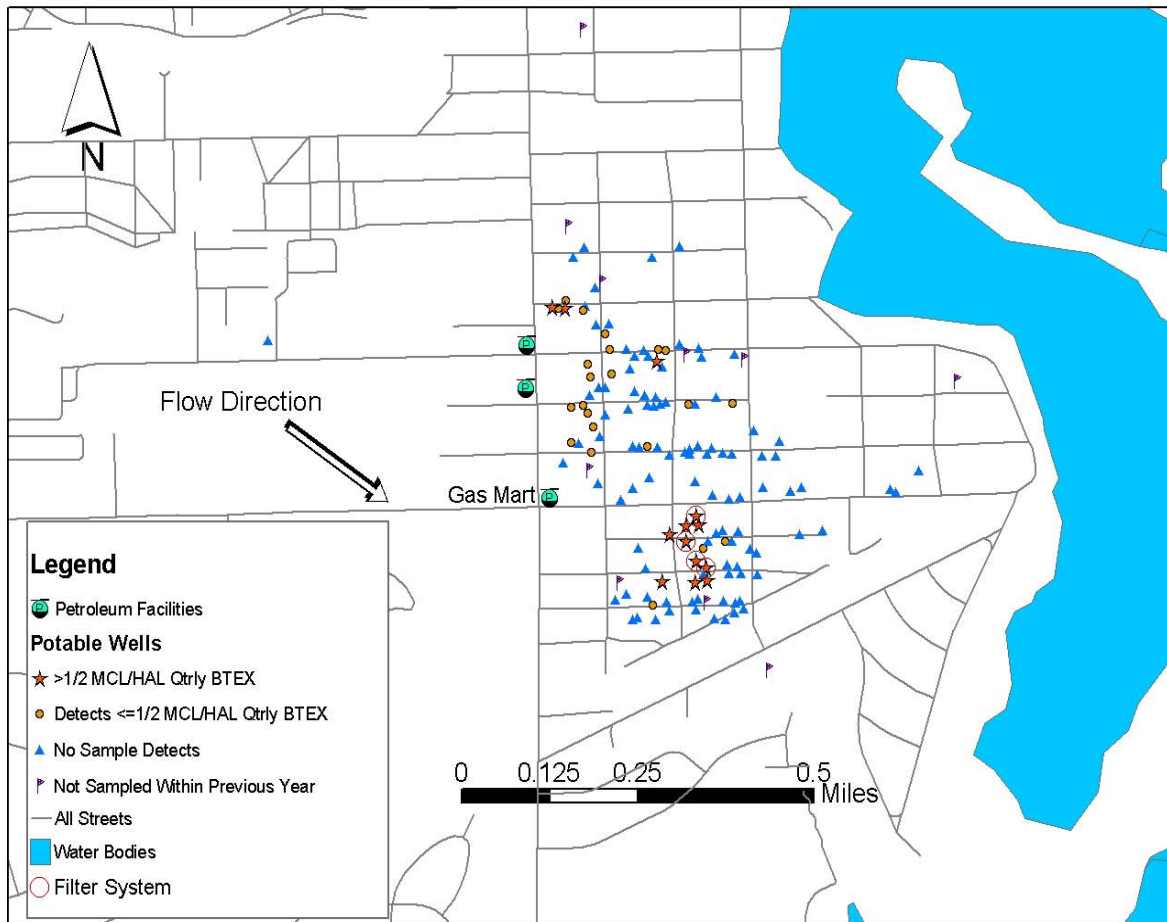 N
Flow Direction
Gas Mart
Legend
Petroleum Facilities
Potable Wells
>1/2 MCL/HAL Qtrly BTEX
Detects <=1/2 MCL/HAL Qtrly BTEX
No Sample Detects
Not Sampled Within Previous Year
All Streets
Water Bodies
Filter System
0 0.125 0.25 0.5
Miles